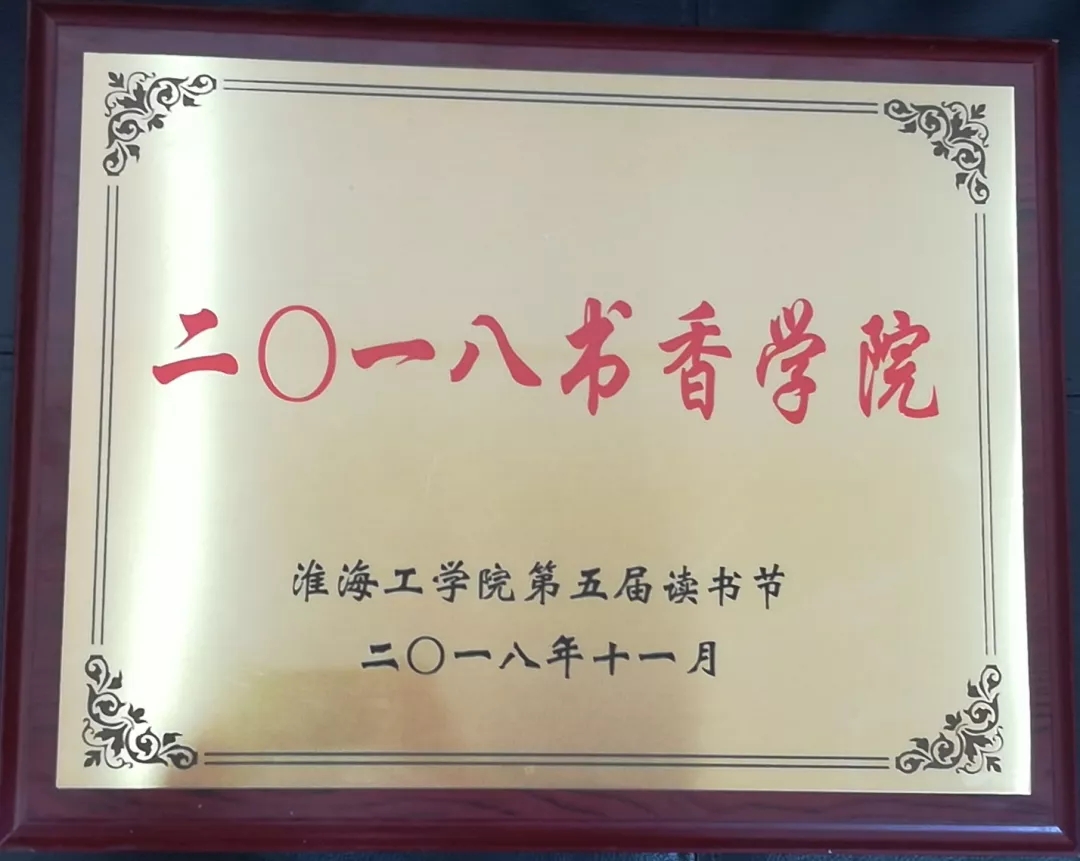 二〇一八书香学院
淮海工学院第五届读书节
二〇一八年十一月